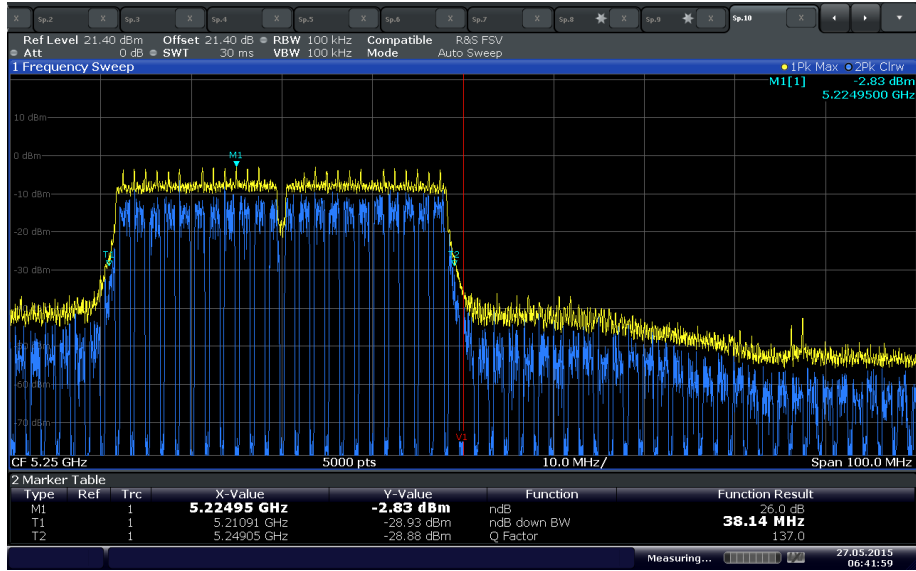 X Sp.2 X Sp.3 X Sp.4 X Sp.5 X Sp.6 X Sp.7 X Sp.8 X Sp.9 X Sp.10 X
Ref Level 21.40 dBm Offset 21.40 dB RBW 100 kHz Compatible R&S FSV
Att 0 dB SWT 30 ms VBW 100 kHz Mode Auto Sweep
1 Frequency Sweep 1Pk Max 2Pk Clrw
M1[1] -2.83 dBm
5.2249500 GHz
10 dBm
0 dBm
M1
-10 dBm
-20 dBm
T2
-30 dBm
-60 dBm
-70 dBm
V1
CF 5.25 GHz 5000 pts 10.0 MHz/ Span 100.0 MHz
2 Marker Table
Type Ref Trc X-Value Y-Value Function Function Result
M1 1 5.22495 GHz -2.83 dBm ndB 26.0 dB
T1 1 5.21091 GHz -28.93 dBm ndB down BW 38.14 MHz
T2 1 5.24905 GHz -28.88 dBm Q Factor 137.0
Measuring... 27.05.2015
06:41:59